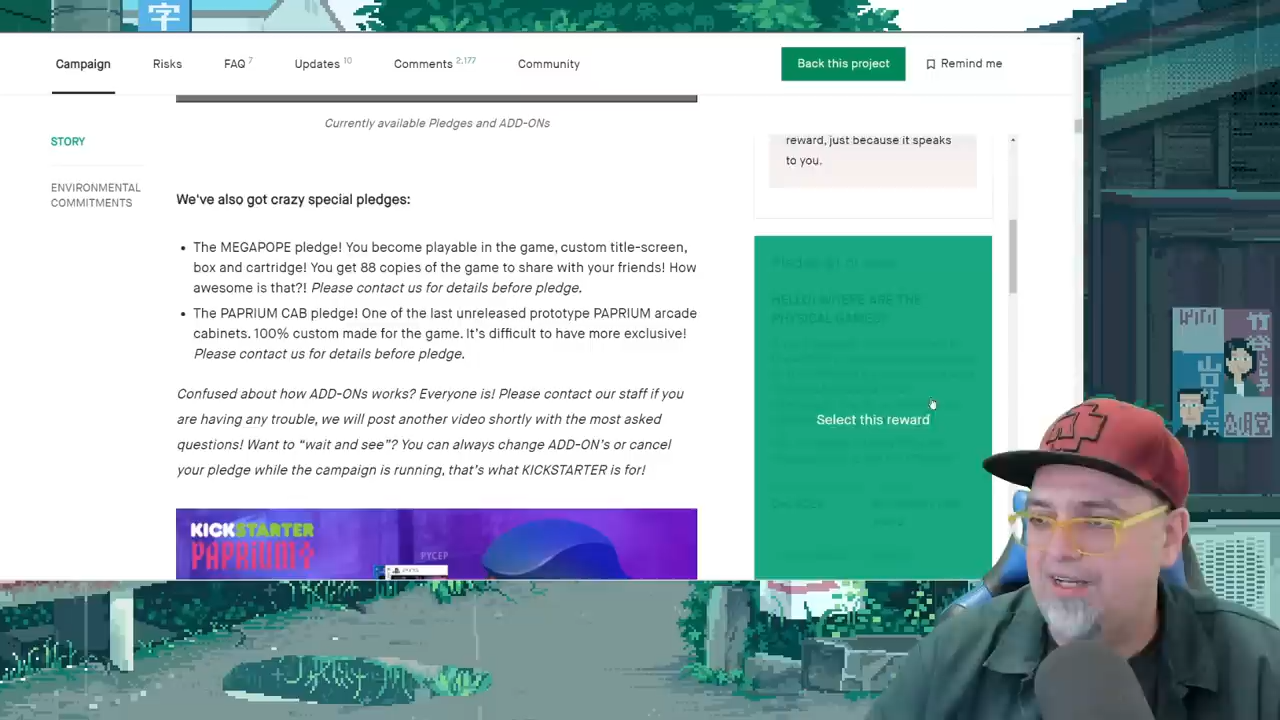 字
Campaign
Risks
FAQ 7
Updates 10
Comments 2,177
Community
Back this project
Remind me
Currently available Pledges and ADD-ONs
STORY
ENVIRONMENTAL
COMMITMENTS
We've also got crazy special pledges:
• The MEGAPOPE pledge! You become playable in the game, custom title-screen,
box and cartridge! You get 88 copies of the game to share with your friends! How
awesome is that?! Please contact us for details before pledge.
• The PAPRIUM CAB pledge! One of the last unreleased prototype PAPRIUM arcade
cabinets. 100% custom made for the game. It's difficult to have more exclusive!
Please contact us for details before pledge.
Confused about how ADD-ONs works? Everyone is! Please contact our staff if you
are having any trouble, we will post another video shortly with the most asked
questions! Want to “wait and see”? You can always change ADD-ON's or cancel
your pledge while the campaign is running, that's what KICKSTARTER is for!
KICKSTARTER
PAPRIUM
РУСЕР
reward, just because it speaks
to you.
HELLO! WHERE ARE THE
PHYSICAL GAMES?
Select this reward